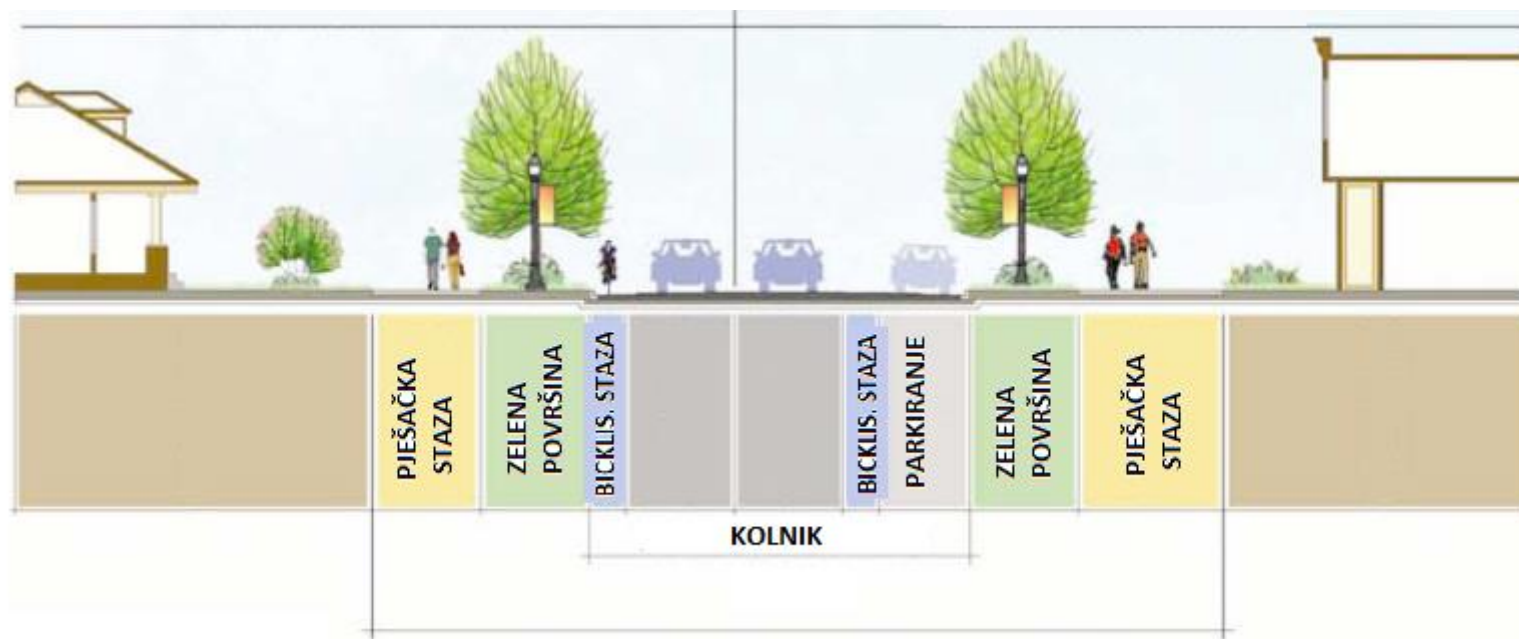 PJEŠAČKA
STAZA
ZELENA
POVRŠINA
BICKLIS. STAZA
BICKLIS. STAZA
PARKIRANJE
ZELENA
POVRŠINA
PJEŠAČKA
STAZA
KOLNIK